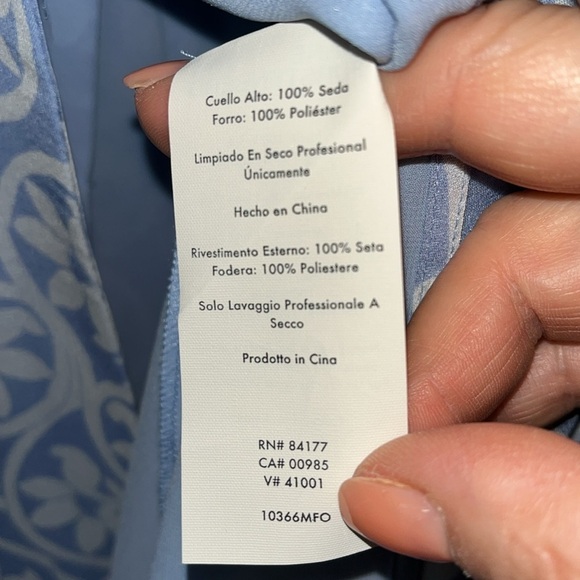 Cuello Alto: 100% Seda
Forro: 100% Poliéster
Limpiado En Seco Profesional
Únicamente
Hecho en China
Rivestimento Esterno: 100% Seta
Fodera: 100% Poliestere
Solo Lavaggio Professionale A
Secco
Prodotto in Cina
RN# 84177
CA# 00985
V# 41001
10366MFO